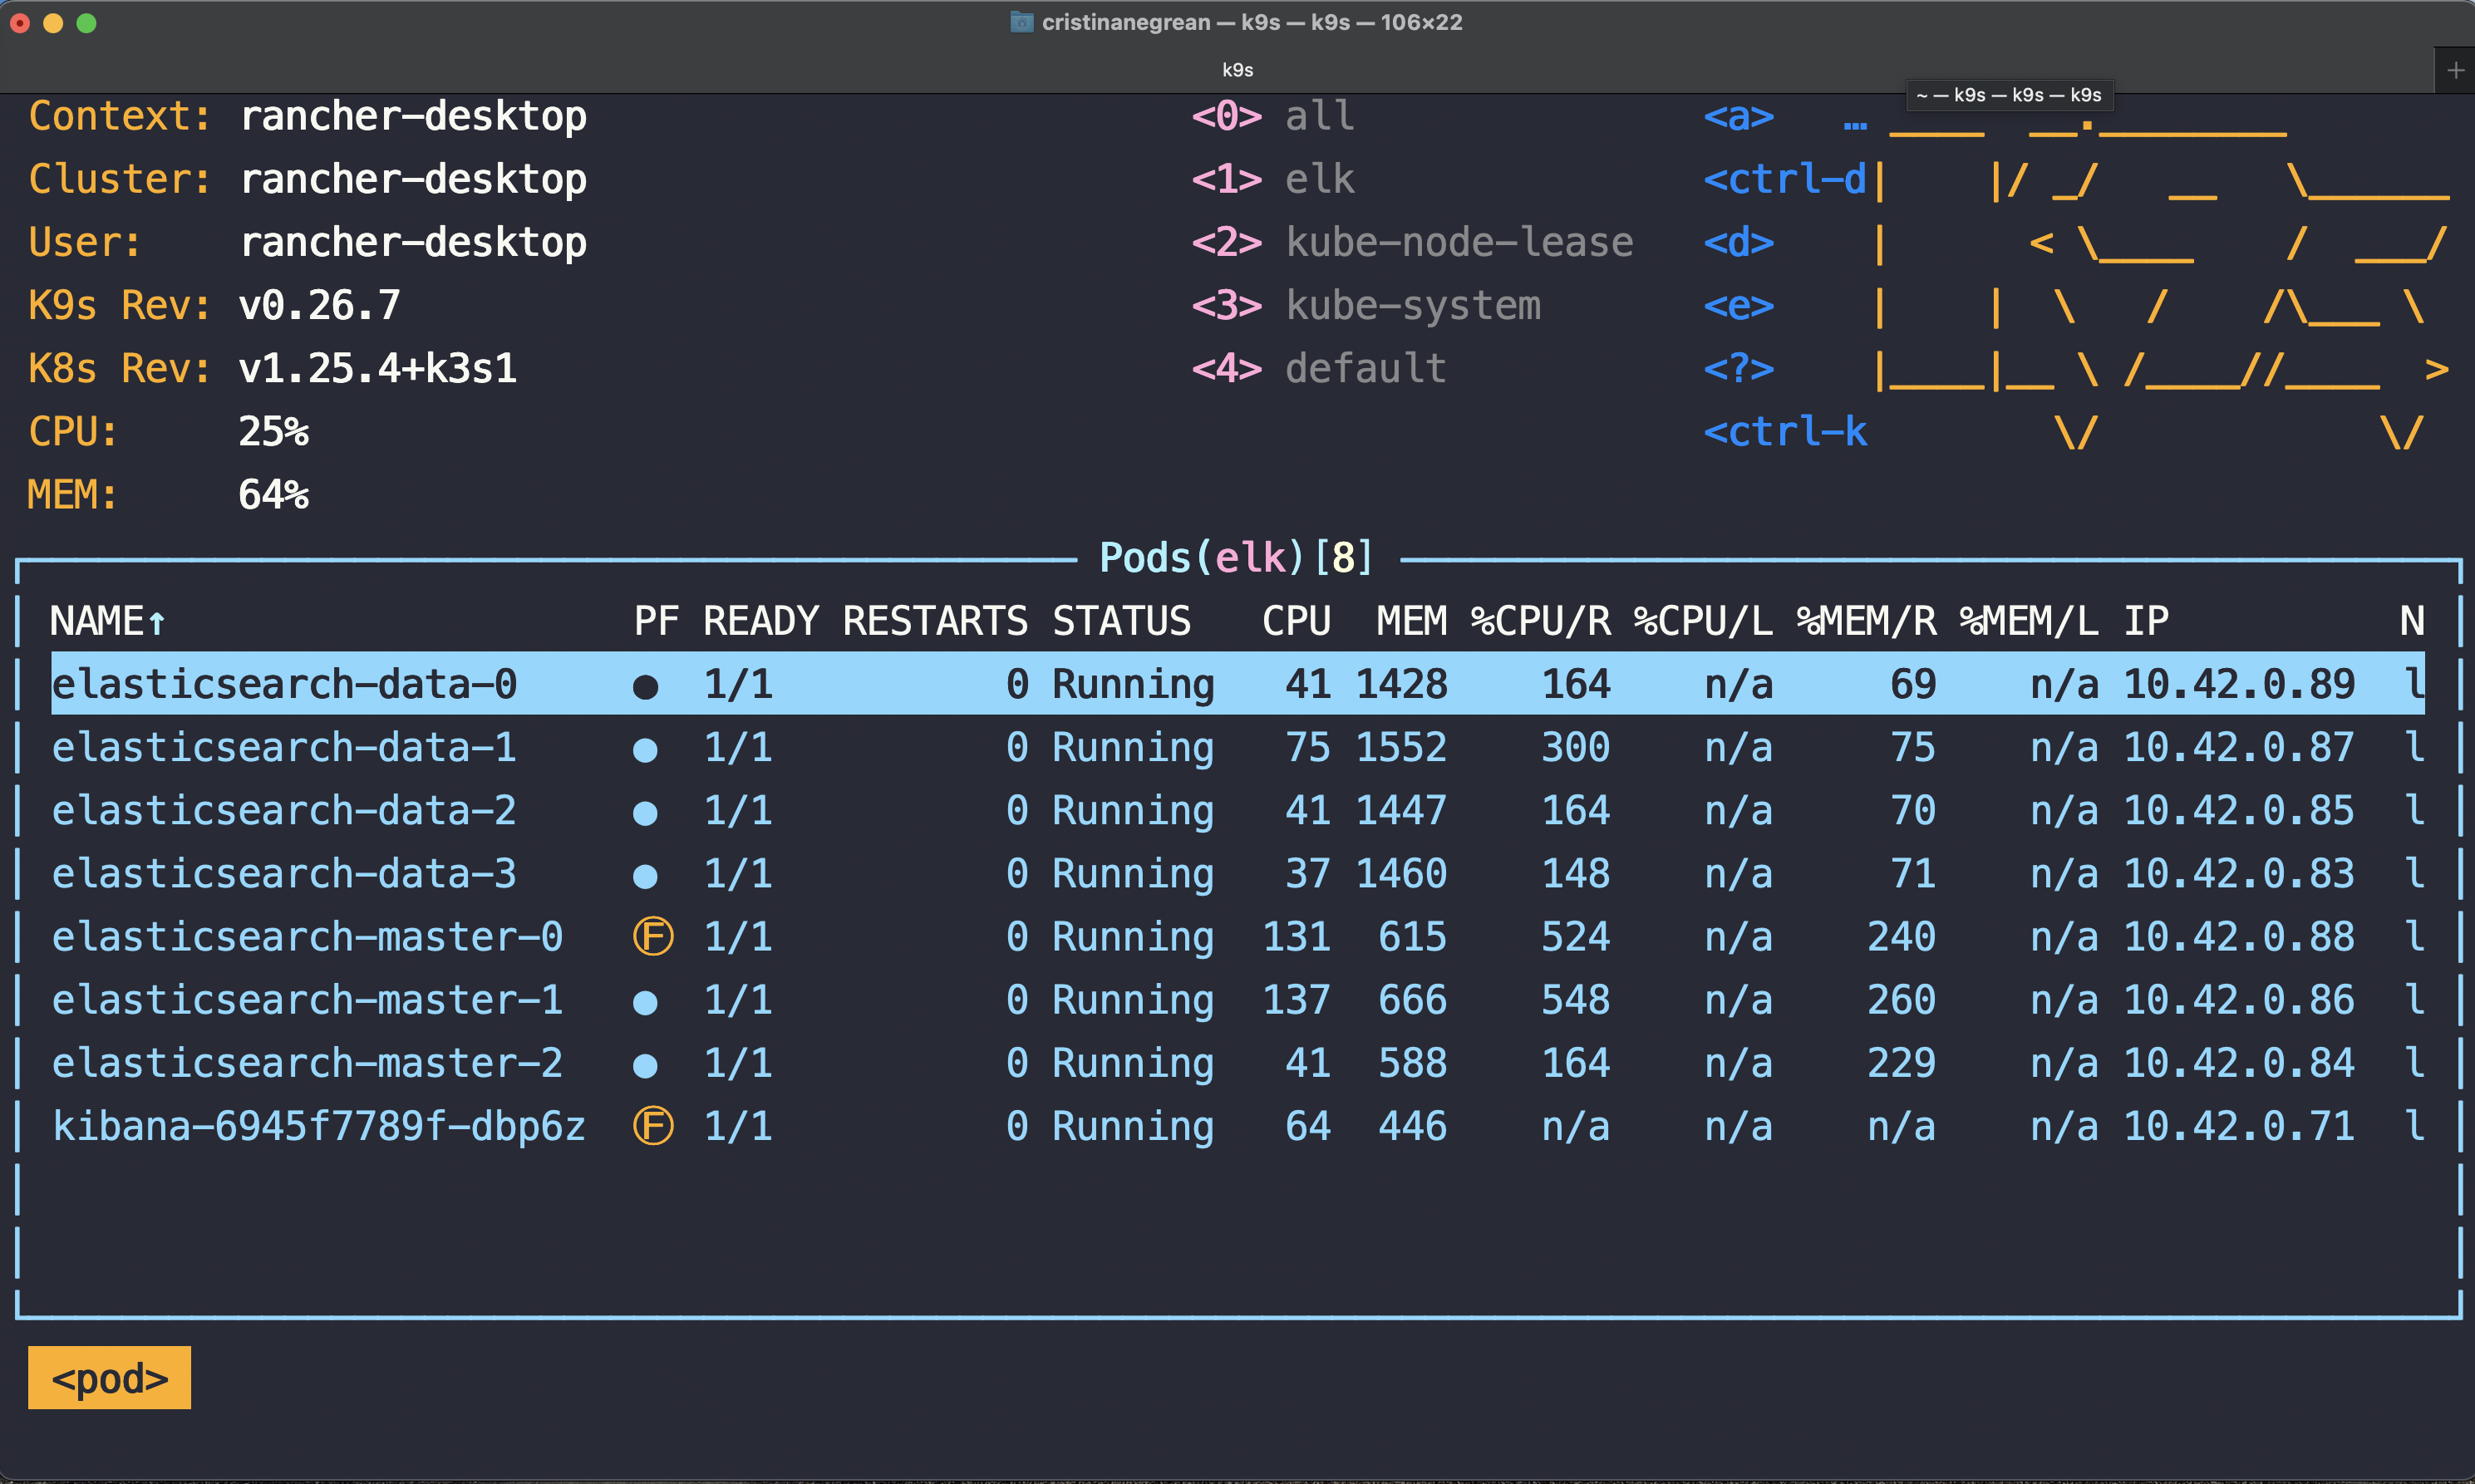 cristinanegrean — k9s — k9s — 106×22
k9s
+
~ — k9s — k9s — k9s
Context: rancher-desktop <0> all <a> …
Cluster: rancher-desktop <1> elk <ctrl-d
User: rancher-desktop <2> kube-node-lease <d>
K9s Rev: v0.26.7 <3> kube-system <e>
K8s Rev: v1.25.4+k3s1 <4> default <?>
CPU: 25% <ctrl-k
MEM: 64%
Pods(elk)[8]
NAME↑ PF READY RESTARTS STATUS CPU MEM %CPU/R %CPU/L %MEM/R %MEM/L IP N
elasticsearch-data-0 ● 1/1 0 Running 41 1428 164 n/a 69 n/a 10.42.0.89 l
elasticsearch-data-1 ● 1/1 0 Running 75 1552 300 n/a 75 n/a 10.42.0.87 l
elasticsearch-data-2 ● 1/1 0 Running 41 1447 164 n/a 70 n/a 10.42.0.85 l
elasticsearch-data-3 ● 1/1 0 Running 37 1460 148 n/a 71 n/a 10.42.0.83 l
elasticsearch-master-0 Ⓕ 1/1 0 Running 131 615 524 n/a 240 n/a 10.42.0.88 l
elasticsearch-master-1 ● 1/1 0 Running 137 666 548 n/a 260 n/a 10.42.0.86 l
elasticsearch-master-2 ● 1/1 0 Running 41 588 164 n/a 229 n/a 10.42.0.84 l
kibana-6945f7789f-dbp6z Ⓕ 1/1 0 Running 64 446 n/a n/a n/a n/a 10.42.0.71 l
<pod>